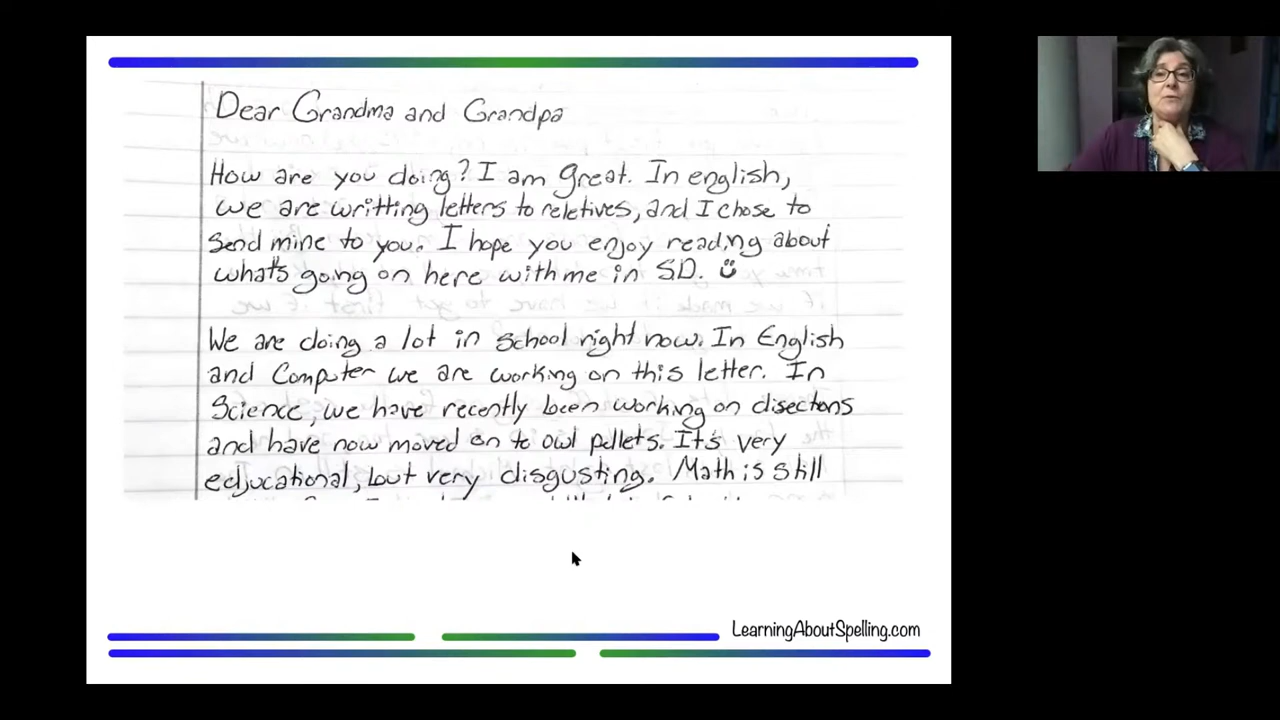 Dear Grandma and Grandpa
How are you doing? I am great. In english,
we are writting letters to reletives, and I chose to
send mine to you. I hope you enjoy reading about
what's going on here with me in SD.
We are doing a lot in school right now. In English
and Computer we are working on this letter. In
Science, we have recently been working on disectons
and have now moved on to owl pellets. It's very
edjucational, but very disgusting. Math is still
LearningAboutSpelling.com